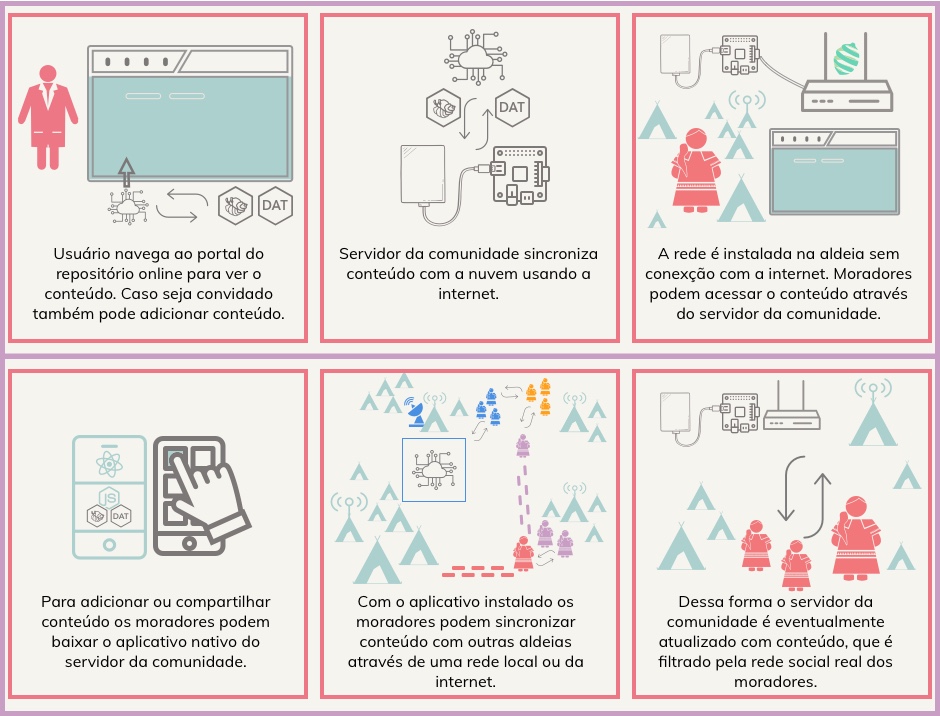 DAT
DAT
Usuário navega ao portal do
repositório online para ver o
conteúdo. Caso seja convidado
também pode adicionar conteúdo.
Servidor da comunidade sincroniza
conteúdo com a nuvem usando a
internet.
A rede é instalada na aldeia sem
conexção com a internet. Moradores
podem acessar o conteúdo através
do servidor da comunidade.
JS
DAT
Para adicionar ou compartilhar
conteúdo os moradores podem
baixar o aplicativo nativo do
servidor da comunidade.
Com o aplicativo instalado os
moradores podem sincronizar
conteúdo com outras aldeias
através de uma rede local ou da
internet.
Dessa forma o servidor da
comunidade é eventualmente
atualizado com conteúdo, que é
filtrado pela rede social real dos
moradores.